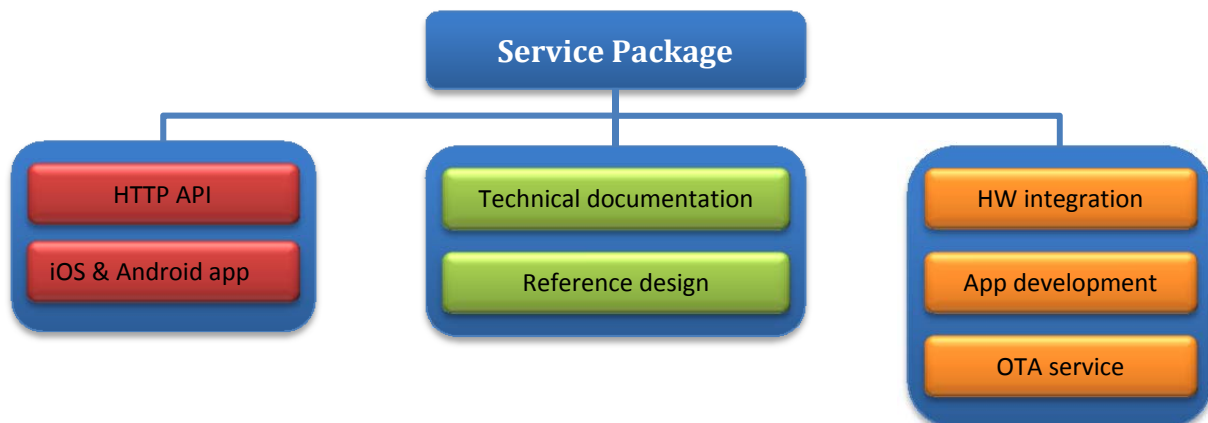 Service Package
HTTP API
iOS & Android app
Technical documentation
Reference design
HW integration
App development
OTA service